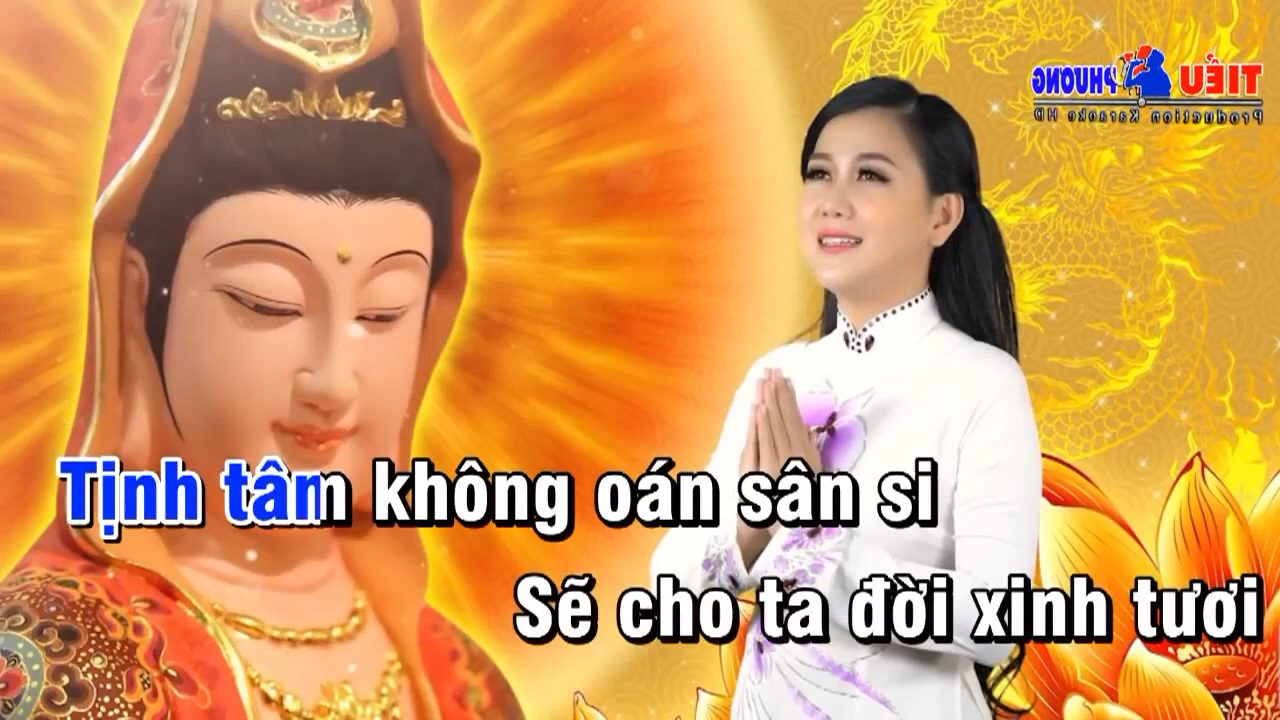 TIỂU PHƯƠNG
Production Karaoke HD
Tịnh tâm không oán sân si
Sẽ cho ta đời xinh tươi